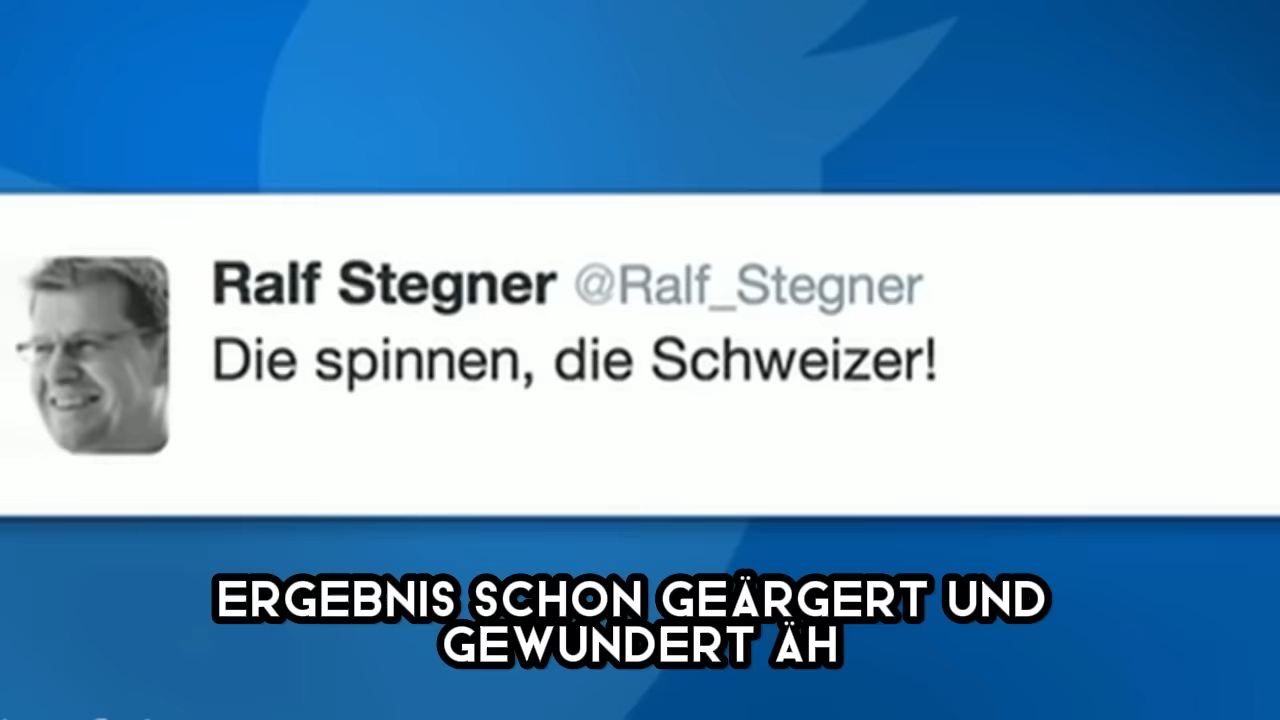 Ralf Stegner @Ralf_Stegner
Die spinnen, die Schweizer!
ERGEBNIS SCHON GEÄRGERT UND
GEWUNDERT ÄH